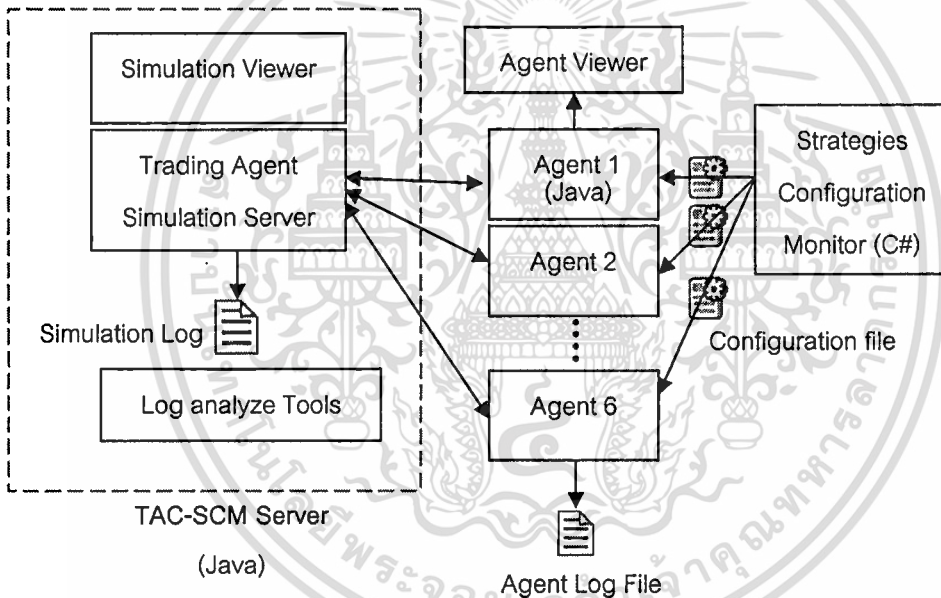 Simulation Viewer
Trading Agent
Simulation Server
Simulation Log
Log analyze Tools
TAC-SCM Server
(Java)
Agent Viewer
Agent 1
(Java)
Agent 2
Agent 6
Agent Log File
Strategies
Configuration
Monitor (C#)
Configuration file